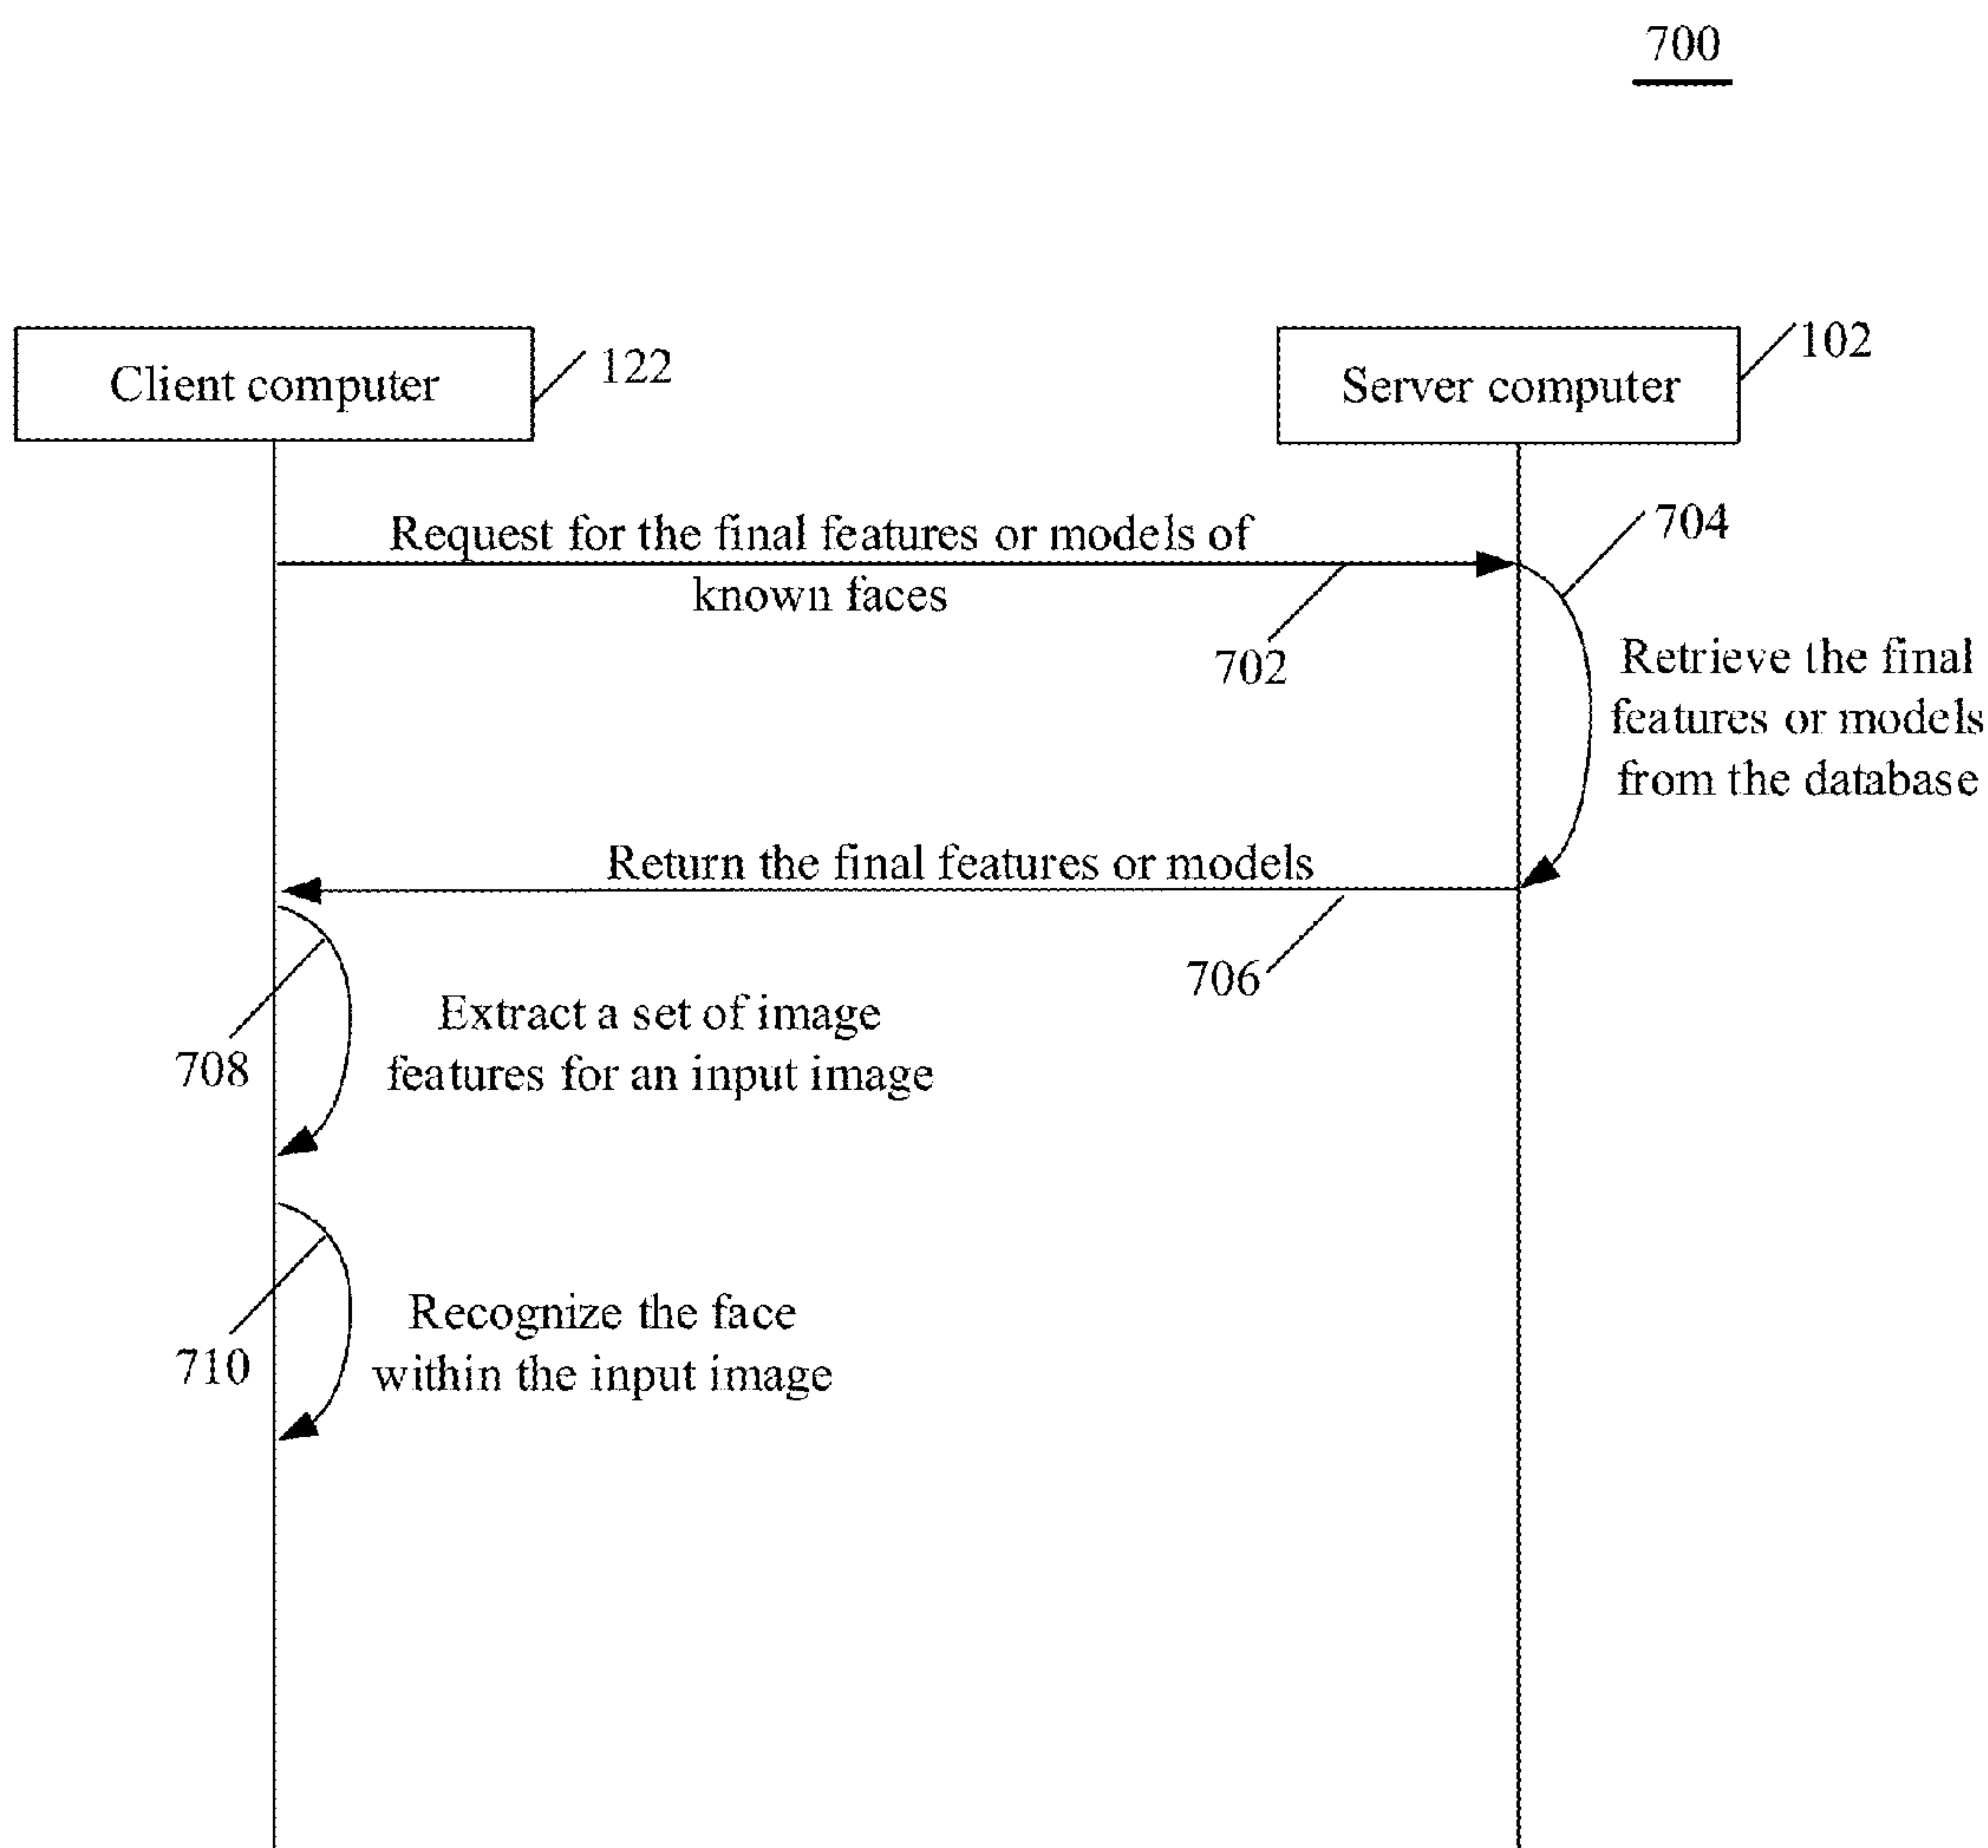 700
Client computer
122
Server computer
102
Request for the final features or models of
known faces
702
704
Retrieve the final
features or models
from the database
Return the final features or models
706
708
Extract a set of image
features for an input image
710
Recognize the face
within the input image